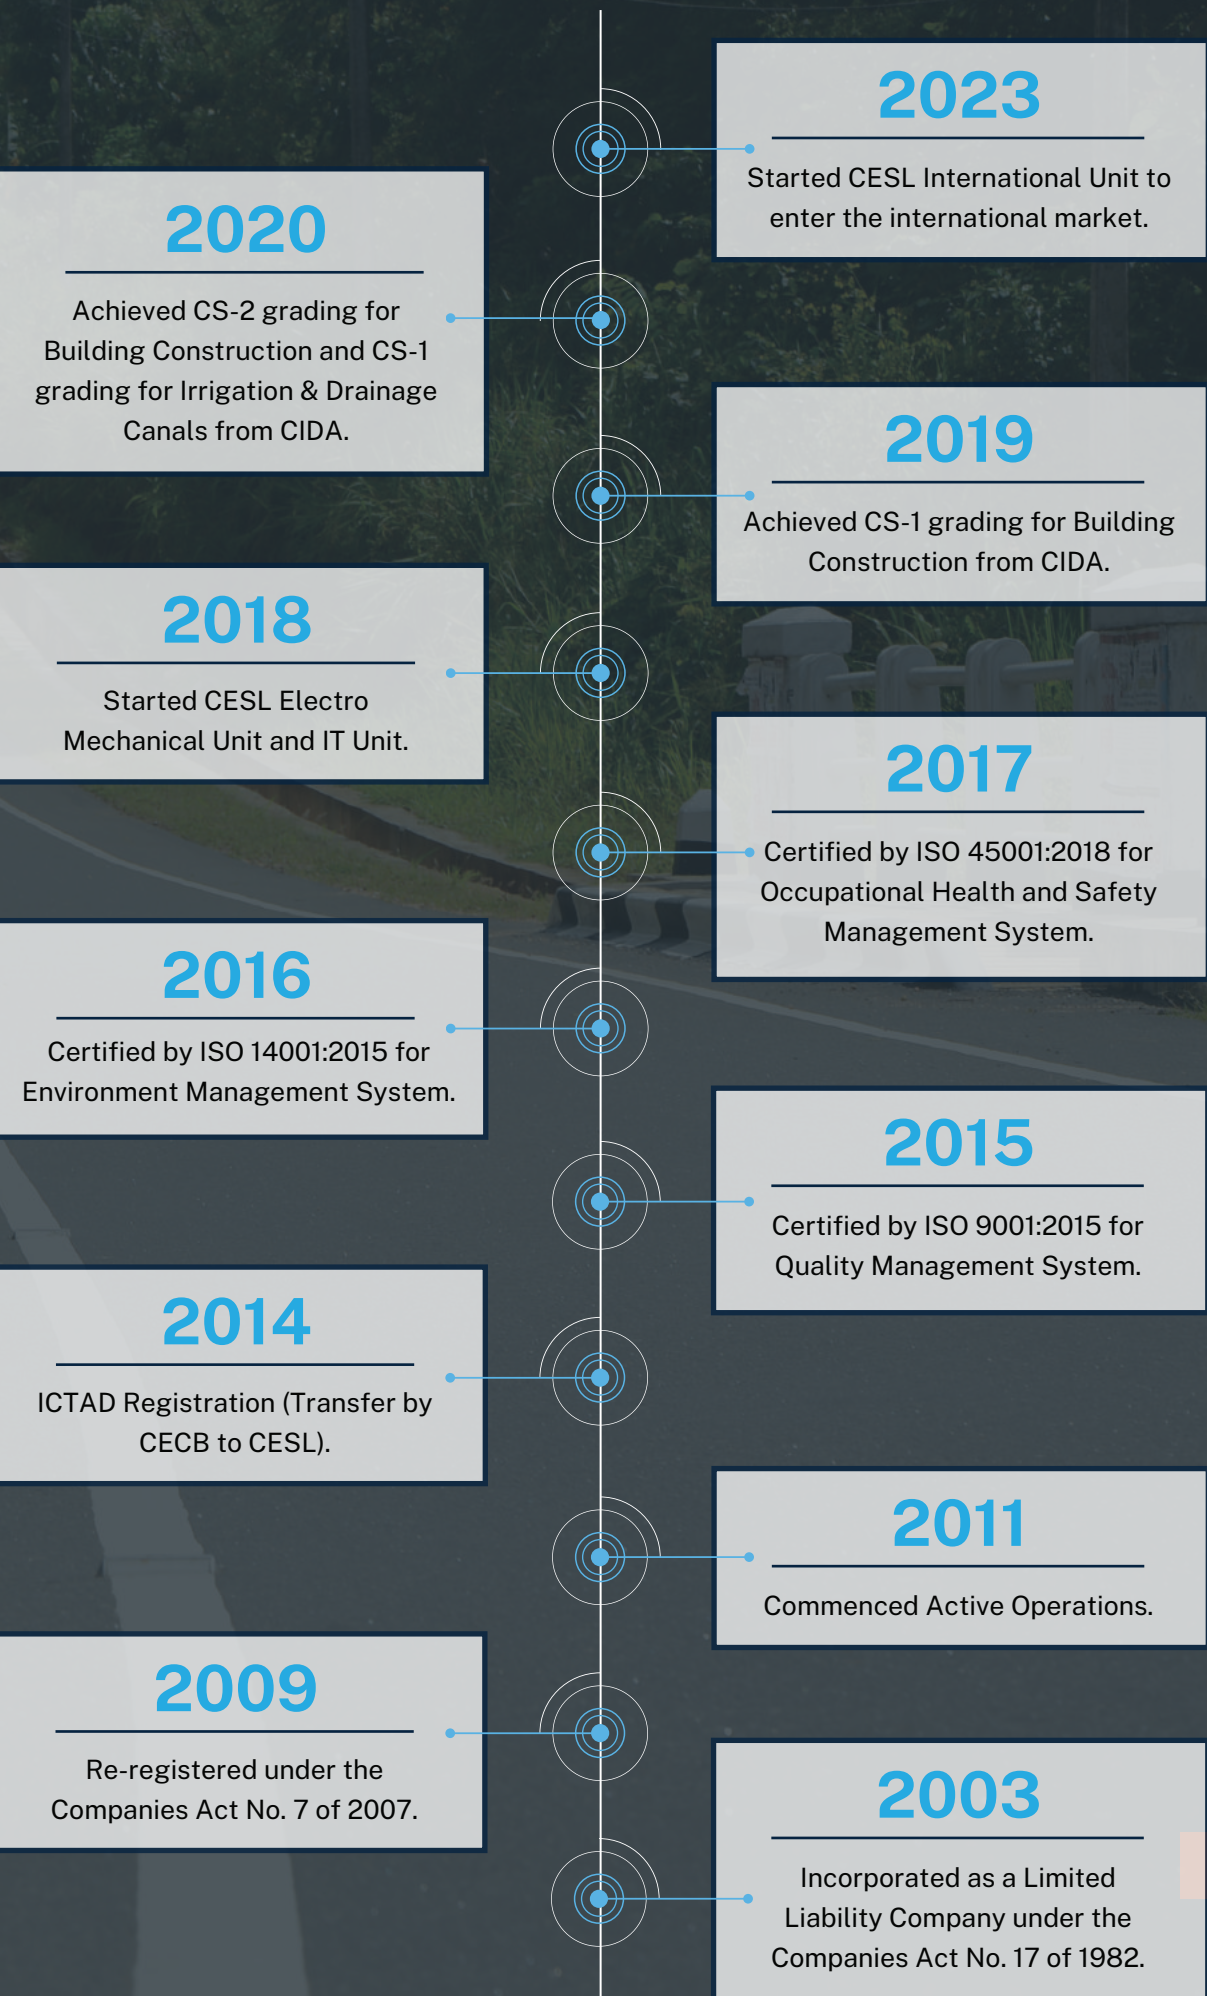 2023
Started CESL International Unit to
enter the international market.
2020
Achieved CS-2 grading for
Building Construction and CS-1
grading for Irrigation & Drainage
Canals from CIDA.
2019
Achieved CS-1 grading for Building
Construction from CIDA.
2018
Started CESL Electro
Mechanical Unit and IT Unit.
2017
Certified by ISO 45001:2018 for
Occupational Health and Safety
Management System.
2016
Certified by ISO 14001:2015 for
Environment Management System.
2015
Certified by ISO 9001:2015 for
Quality Management System.
2014
ICTAD Registration (Transfer by
CECB to CESL).
2011
Commenced Active Operations.
2009
Re-registered under the
Companies Act No. 7 of 2007.
2003
Incorporated as a Limited
Liability Company under the
Companies Act No. 17 of 1982.